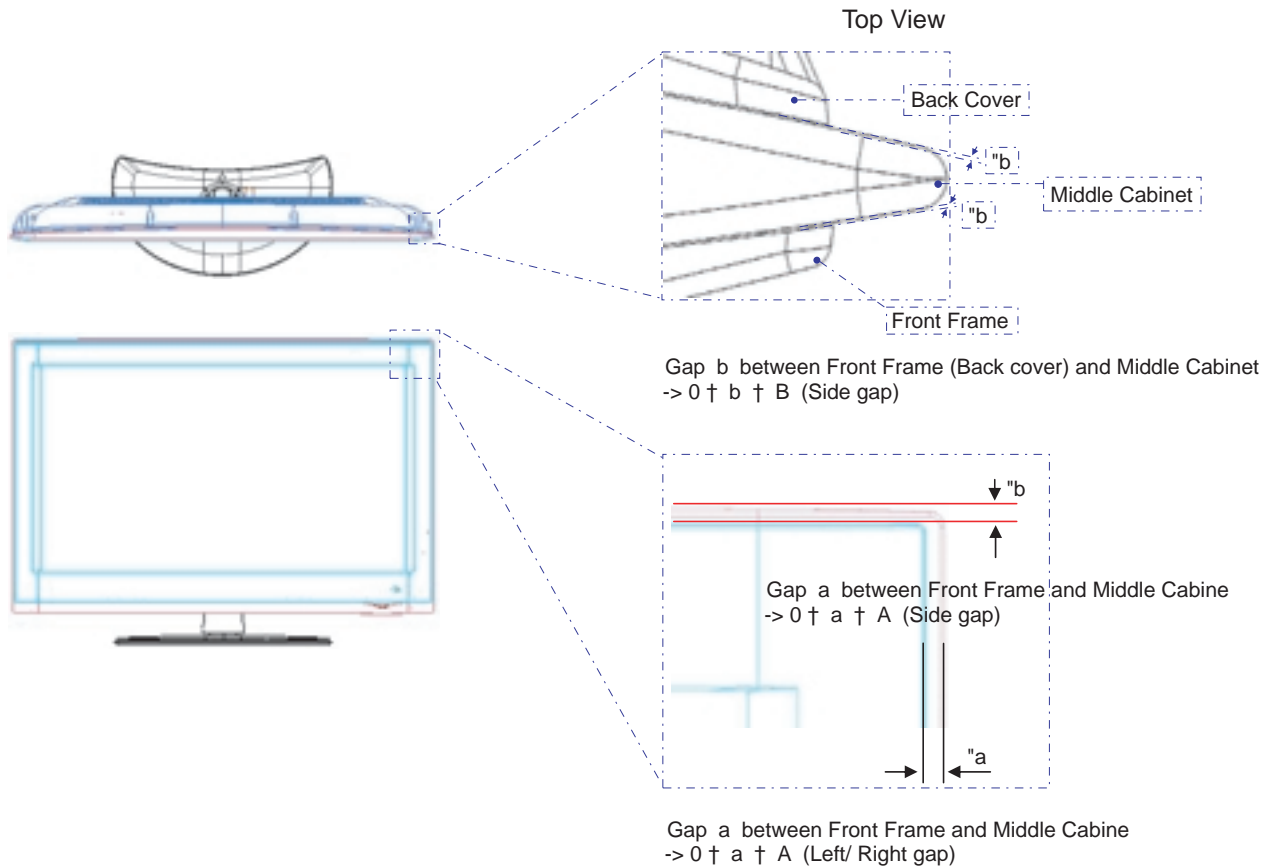 Top View
Back Cover
"b
Middle Cabinet
"b
Front Frame
Gap b between Front Frame (Back cover) and Middle Cabinet
-> 0 † b † B (Side gap)
"b
Gap a between Front Frame and Middle Cabine
-> 0 † a † A (Side gap)
"a
Gap a between Front Frame and Middle Cabine
-> 0 † a † A (Left/ Right gap)